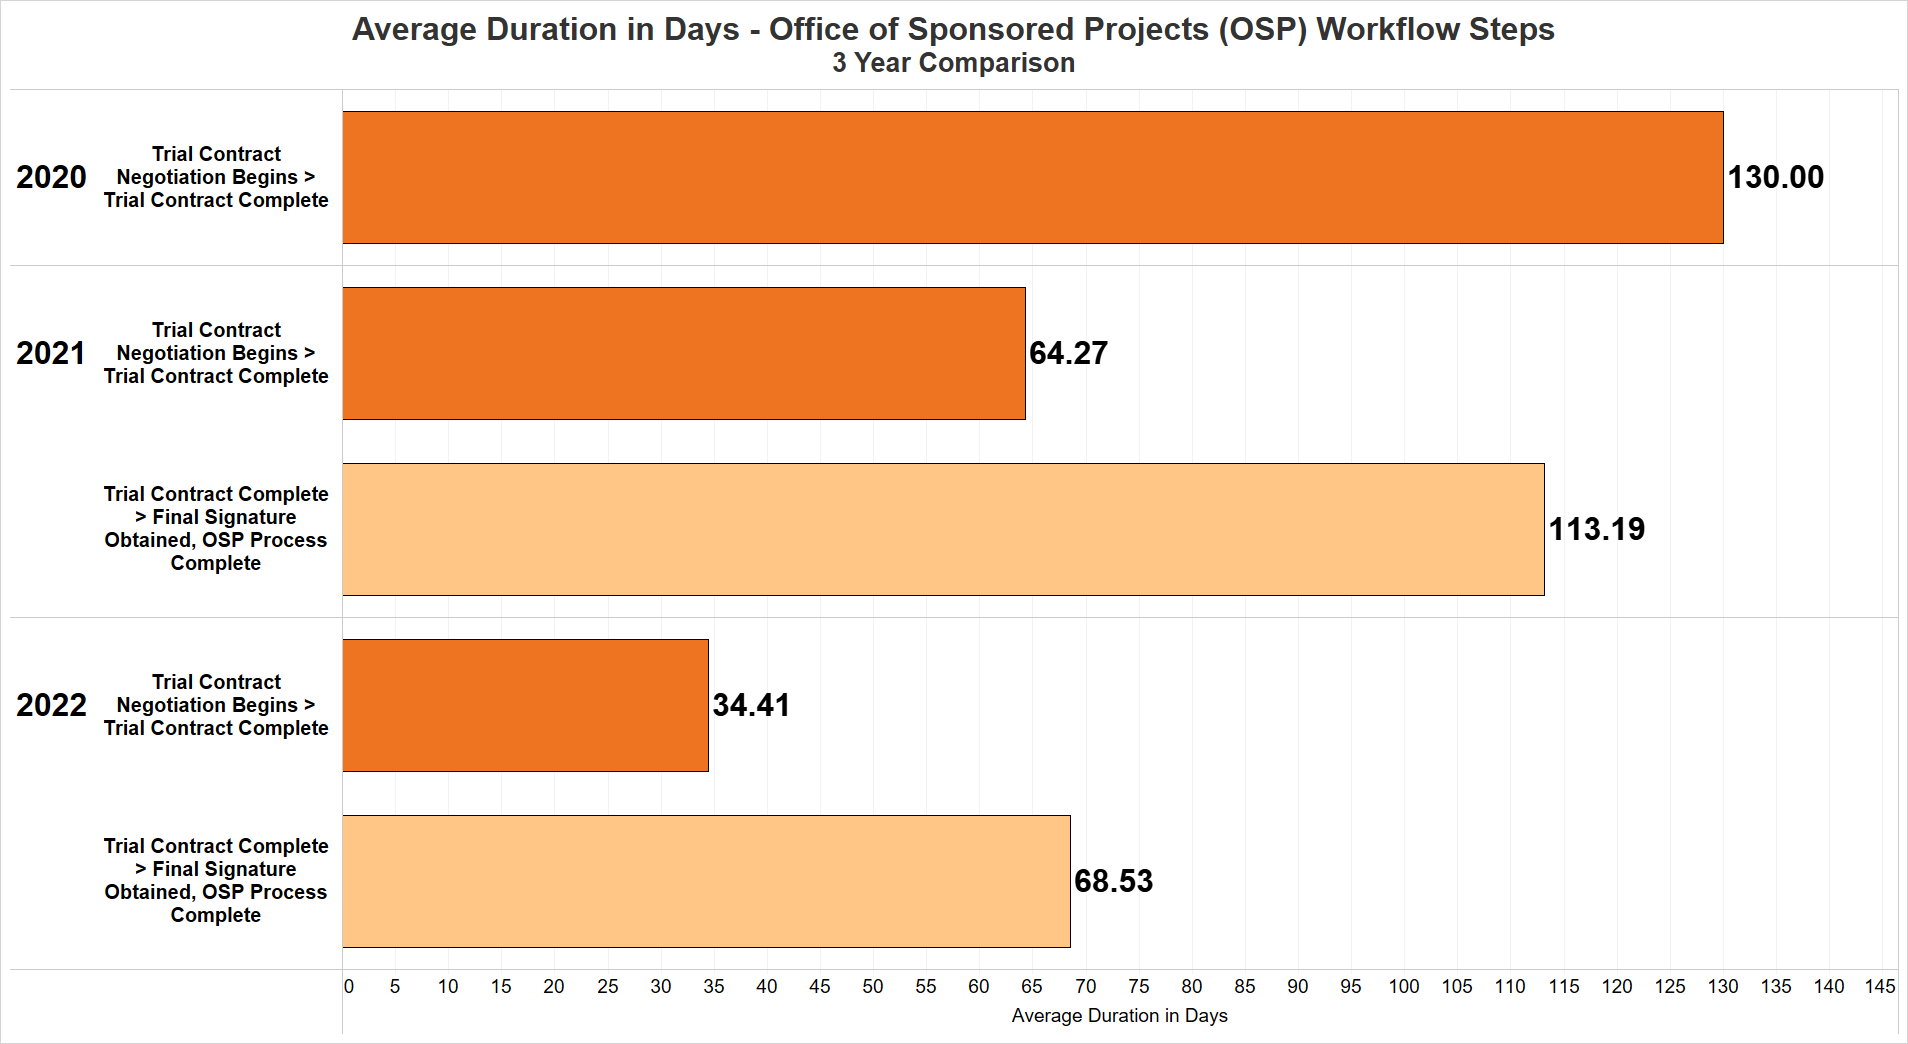 Average Duration in Days - Office of Sponsored Projects (OSP) Workflow Steps
3 Year Comparison
2020
Trial Contract
Negotiation Begins >
Trial Contract Complete
130.00
2021
Trial Contract
Negotiation Begins >
Trial Contract Complete
64.27
Trial Contract Complete
> Final Signature
Obtained, OSP Process
Complete
113.19
2022
Trial Contract
Negotiation Begins >
Trial Contract Complete
34.41
Trial Contract Complete
> Final Signature
Obtained, OSP Process
Complete
68.53
0 5 10 15 20 25 30 35 40 45 50 55 60 65 70 75 80 85 90 95 100 105 110 115 120 125 130 135 140 145
Average Duration in Days